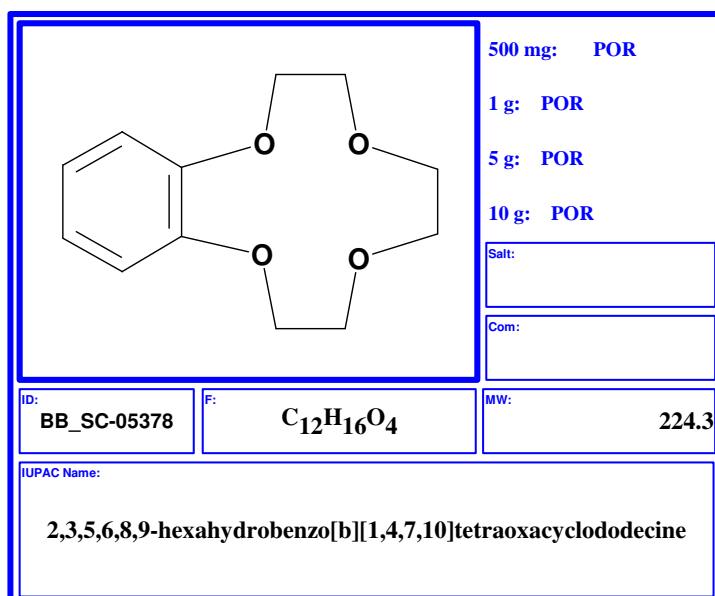 500 mg: POR
1 g: POR
5 g: POR
10 g: POR
O O
O O
Salt:
Com:
ID:
BB_SC-05378
F:
C12H16O4
MW:
224.3
IUPAC Name:
2,3,5,6,8,9-hexahydrobenzo[b][1,4,7,10]tetraoxacyclododecine